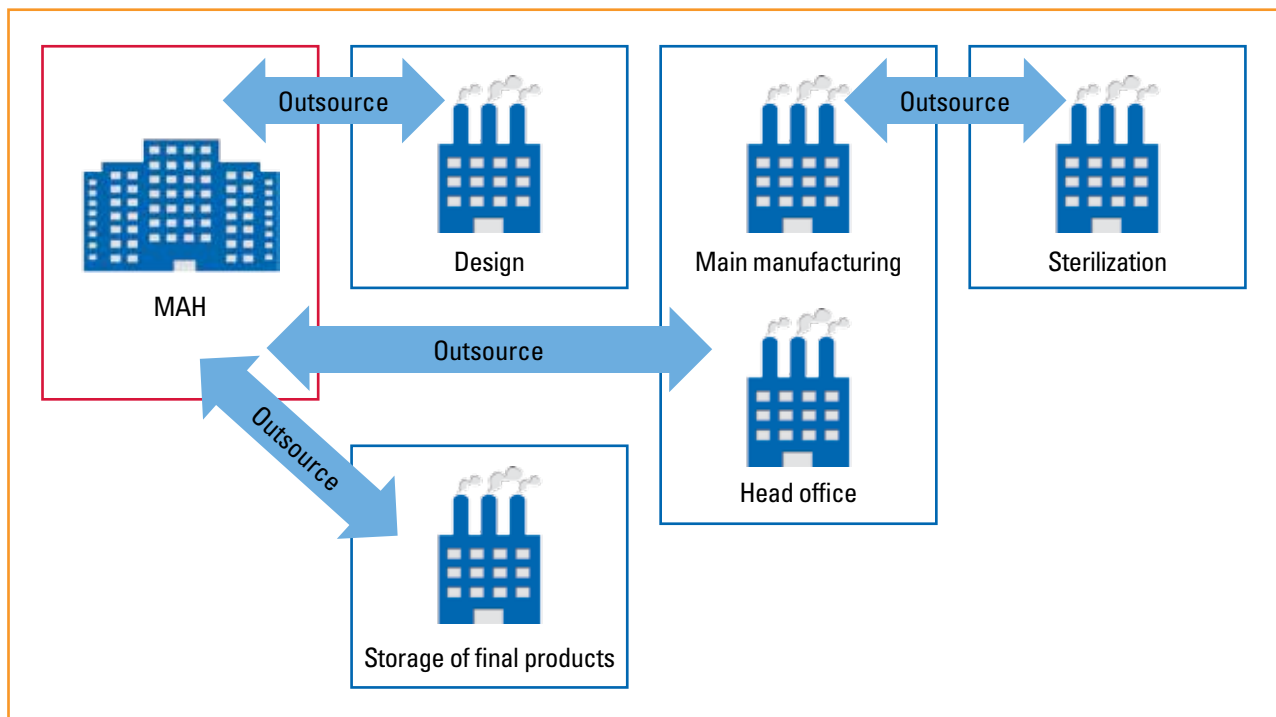 Outsource
Outsource
Design
Main manufacturing
Sterilization
MAH
Outsource
Outsource
Head office
Storage of final products